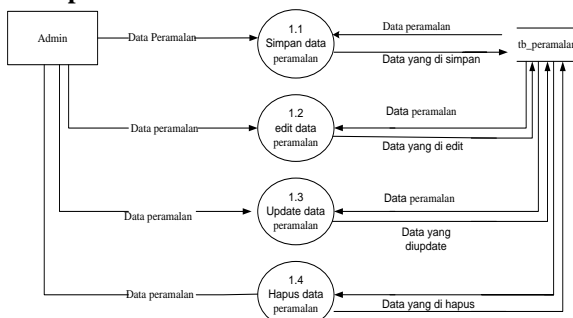 Admin
Data Peramalan
1.1
Simpan data
peramalan
Data peramalan
Data yang di simpan
tb_peramalan
Data peramalan
1.2
edit data
peramalan
Data peramalan
Data yang di edit
Data peramalan
1.3
Update data
peramalan
Data peramalan
Data yang
diupdate
Data peramalan
1.4
Hapus data
peramalan
Data yang di hapus